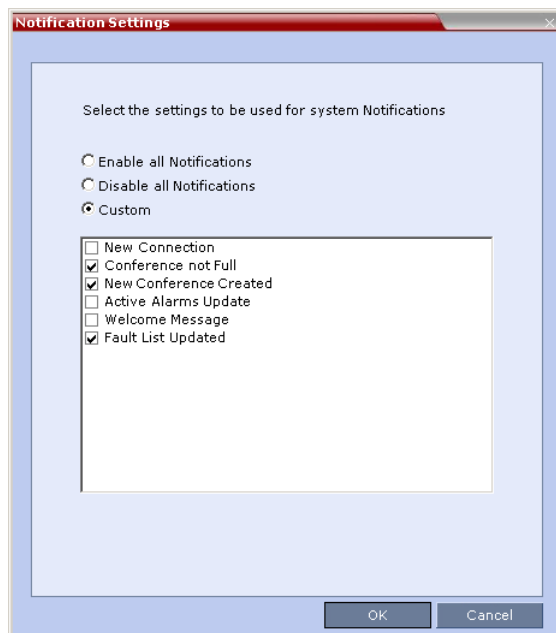 Notification Settings
Select the settings to be used for system Notifications
Enable all Notifications
Disable all Notifications
Custom
New Connection
Conference not Full
New Conference Created
Active Alarms Update
Welcome Message
Fault List Updated
OK
Cancel